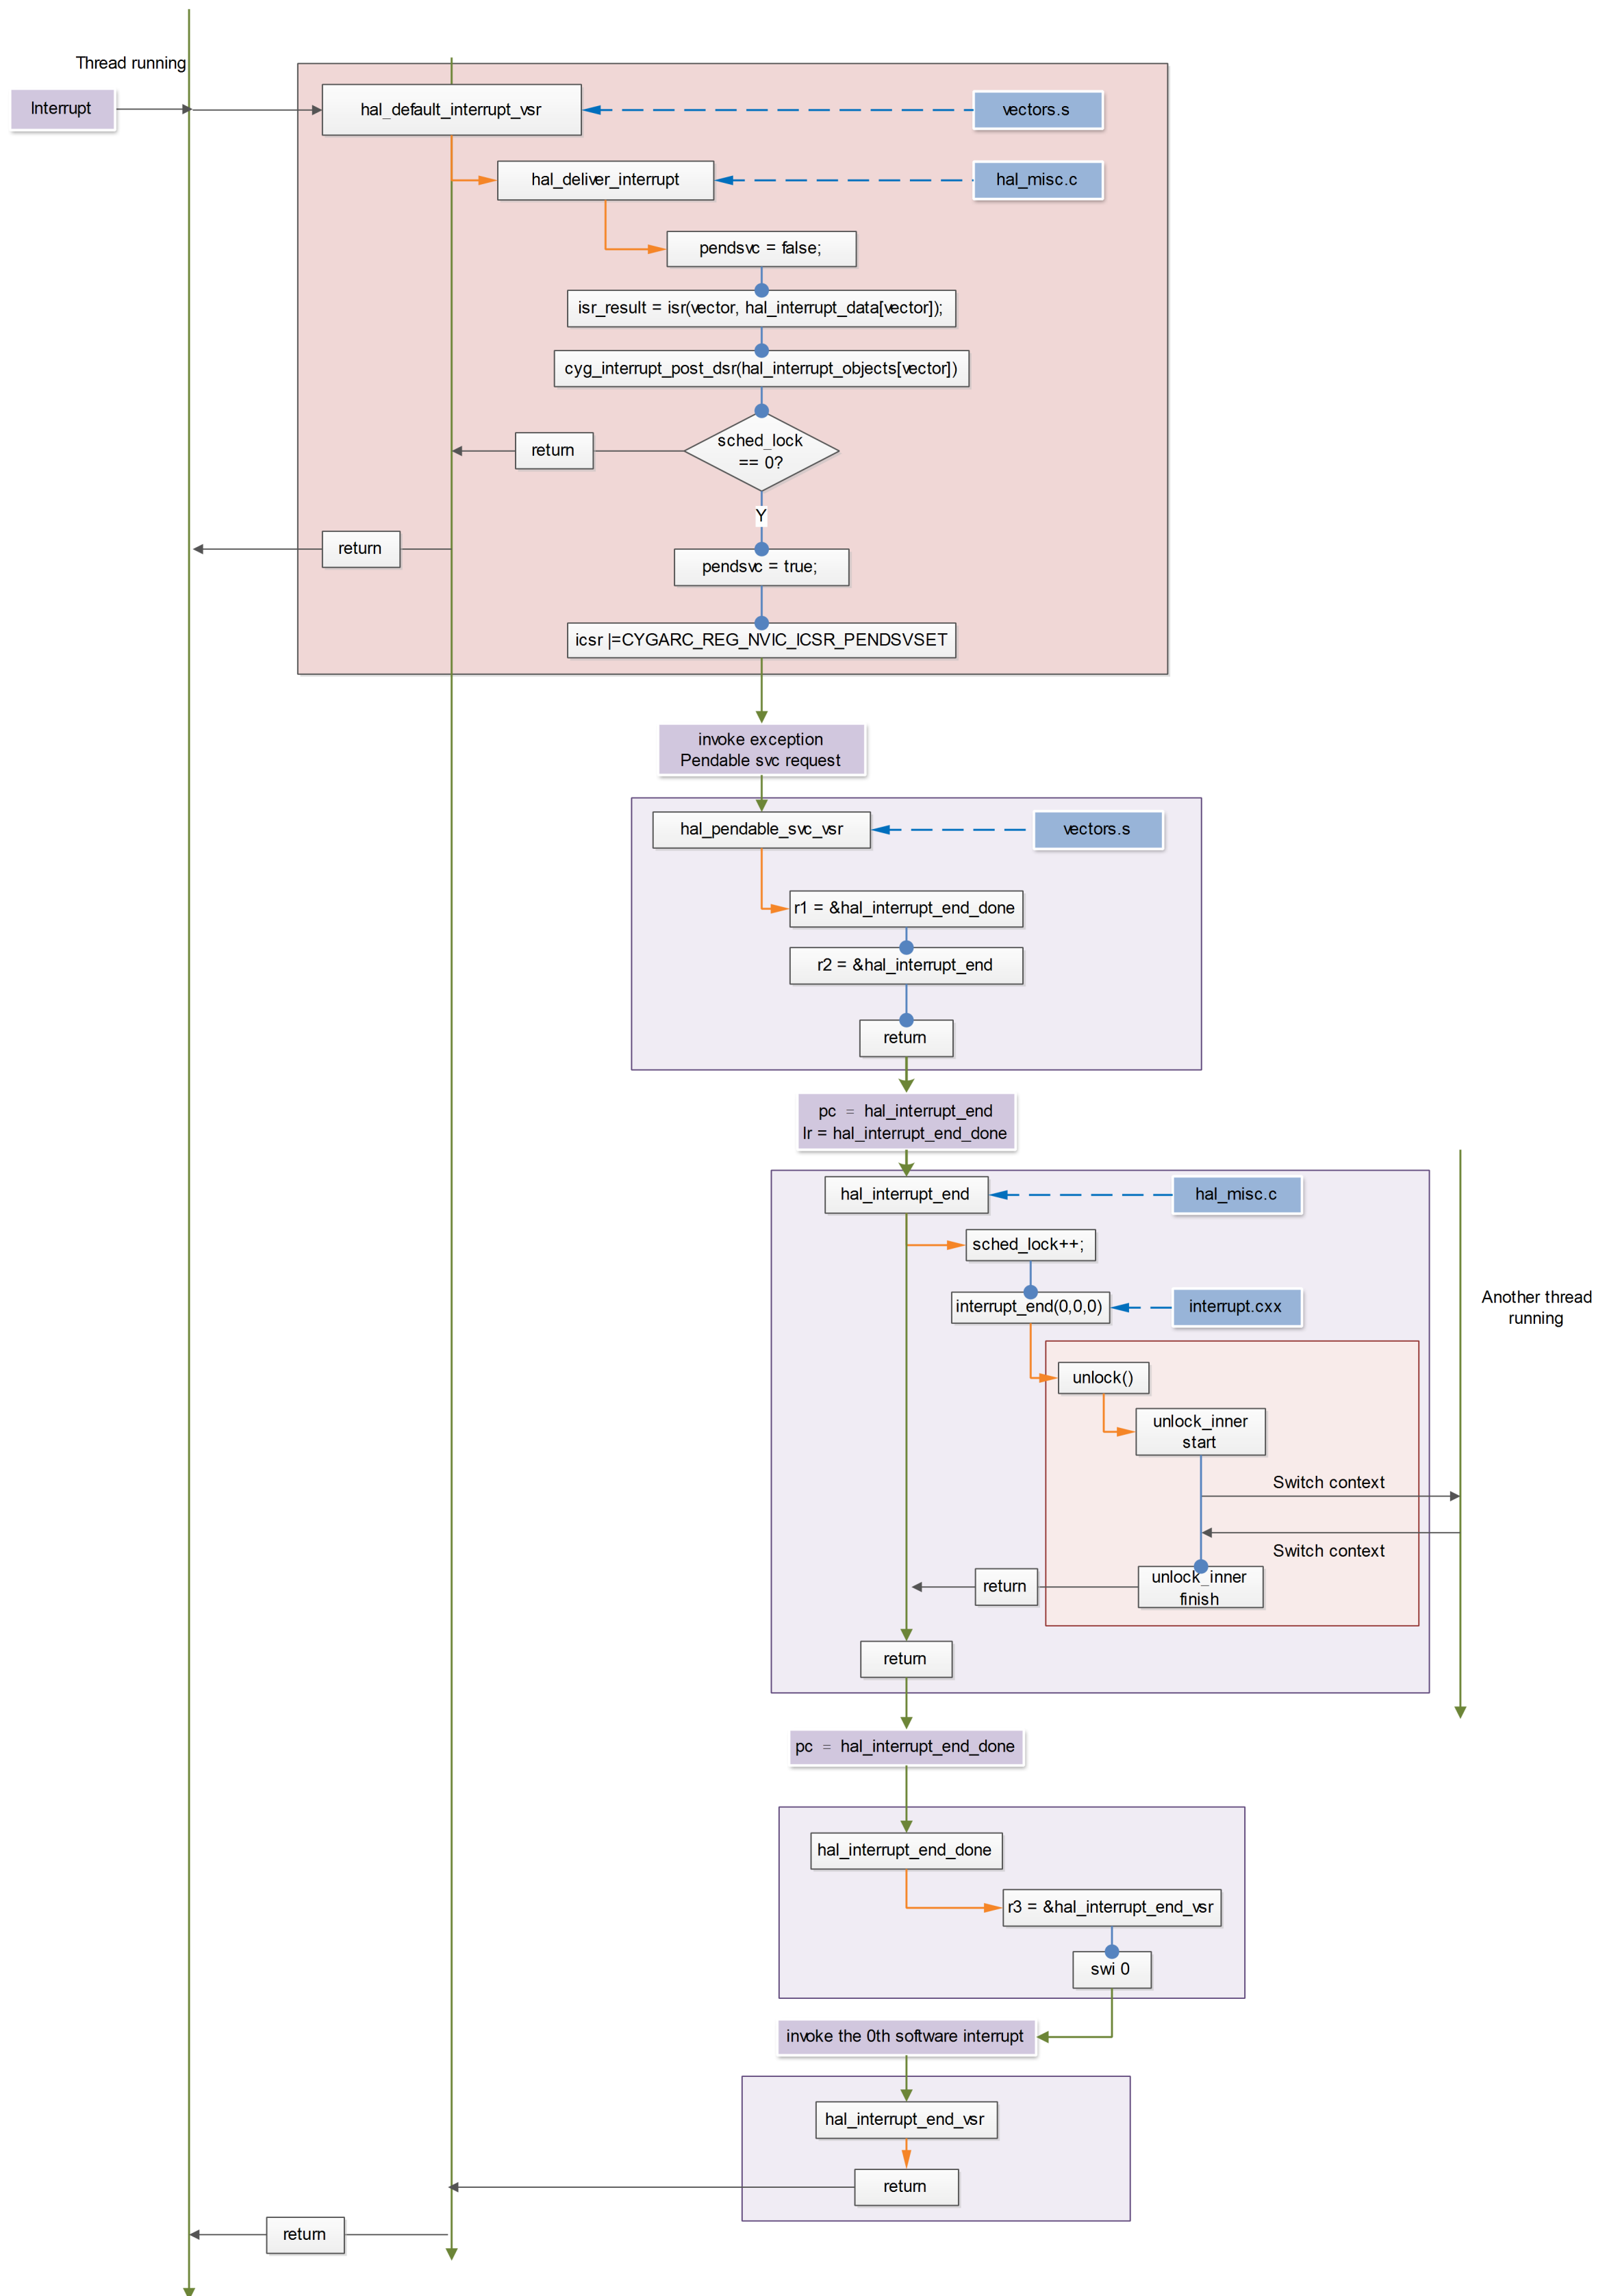 Thread running
Interrupt
hal_default_interrupt_vsr
vectors.s
hal_deliver_interrupt
hal_misc.c
pendsvc = false;
isr_result = isr(vector, hal_interrupt_data[vector]);
cyg_interrupt_post_dsr(hal_interrupt_objects[vector])
sched_lock
== 0?
return
Y
return
pendsvc = true;
icsr |=CYGARC_REG_NVIC_ICSR_PENDSVSET
invoke exception
Pendable svc request
hal_pendable_svc_vsr
vectors.s
r1 = &hal_interrupt_end_done
r2 = &hal_interrupt_end
return
pc = hal_interrupt_end
lr = hal_interrupt_end_done
hal_interrupt_end
hal_misc.c
sched_lock++;
interrupt_end(0,0,0)
interrupt.cxx
Another thread
running
unlock()
unlock_inner
start
Switch context
Switch context
unlock_inner
finish
return
return
pc = hal_interrupt_end_done
hal_interrupt_end_done
r3 = &hal_interrupt_end_vsr
swi 0
invoke the 0th software interrupt
hal_interrupt_end_vsr
return
return